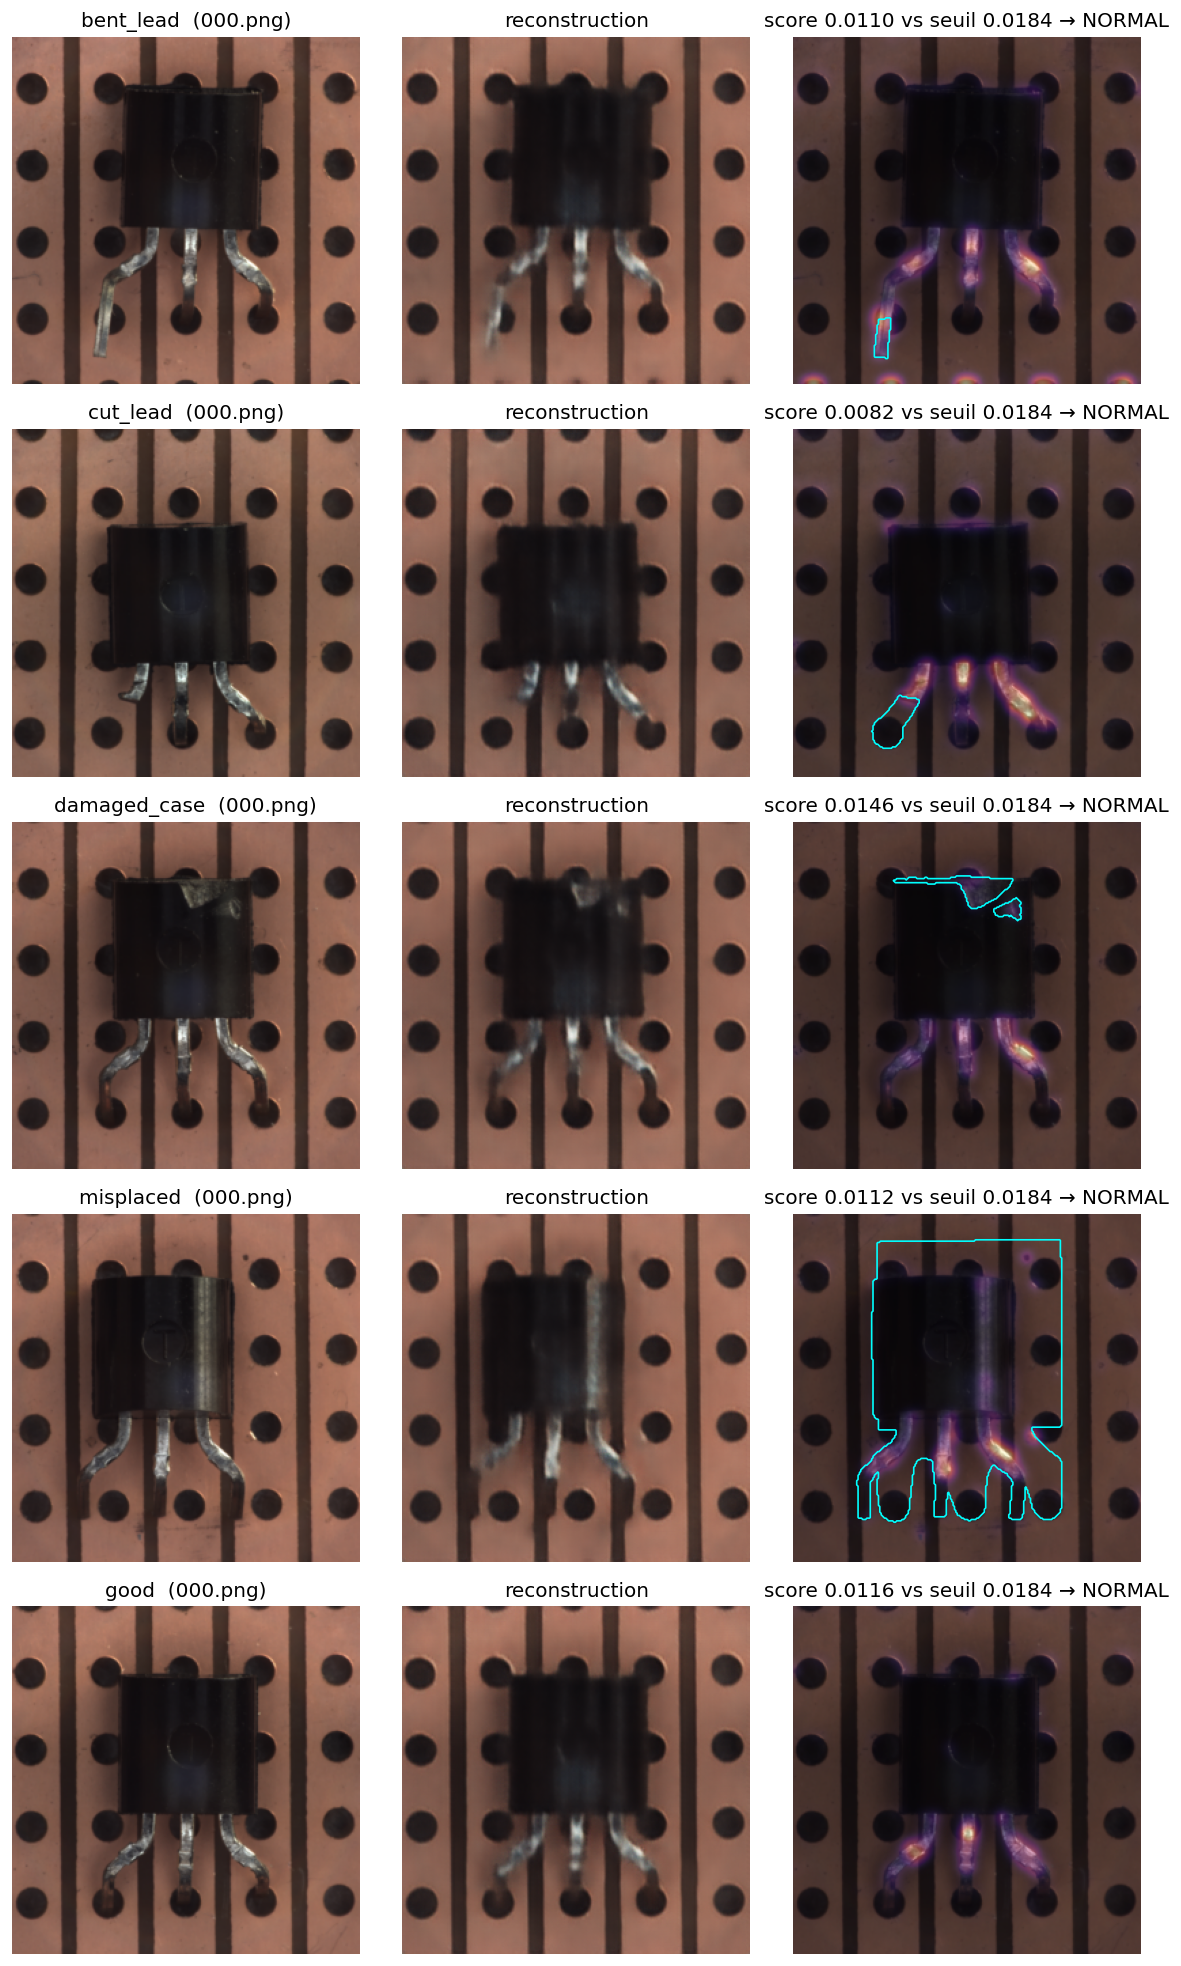 bent_lead (000.png) reconstruction score 0.0110 vs seuil 0.0184 → NORMAL
cut_lead (000.png) reconstruction score 0.0082 vs seuil 0.0184 → NORMAL
damaged_case (000.png) reconstruction score 0.0146 vs seuil 0.0184 → NORMAL
misplaced (000.png) reconstruction score 0.0112 vs seuil 0.0184 → NORMAL
good (000.png) reconstruction score 0.0116 vs seuil 0.0184 → NORMAL